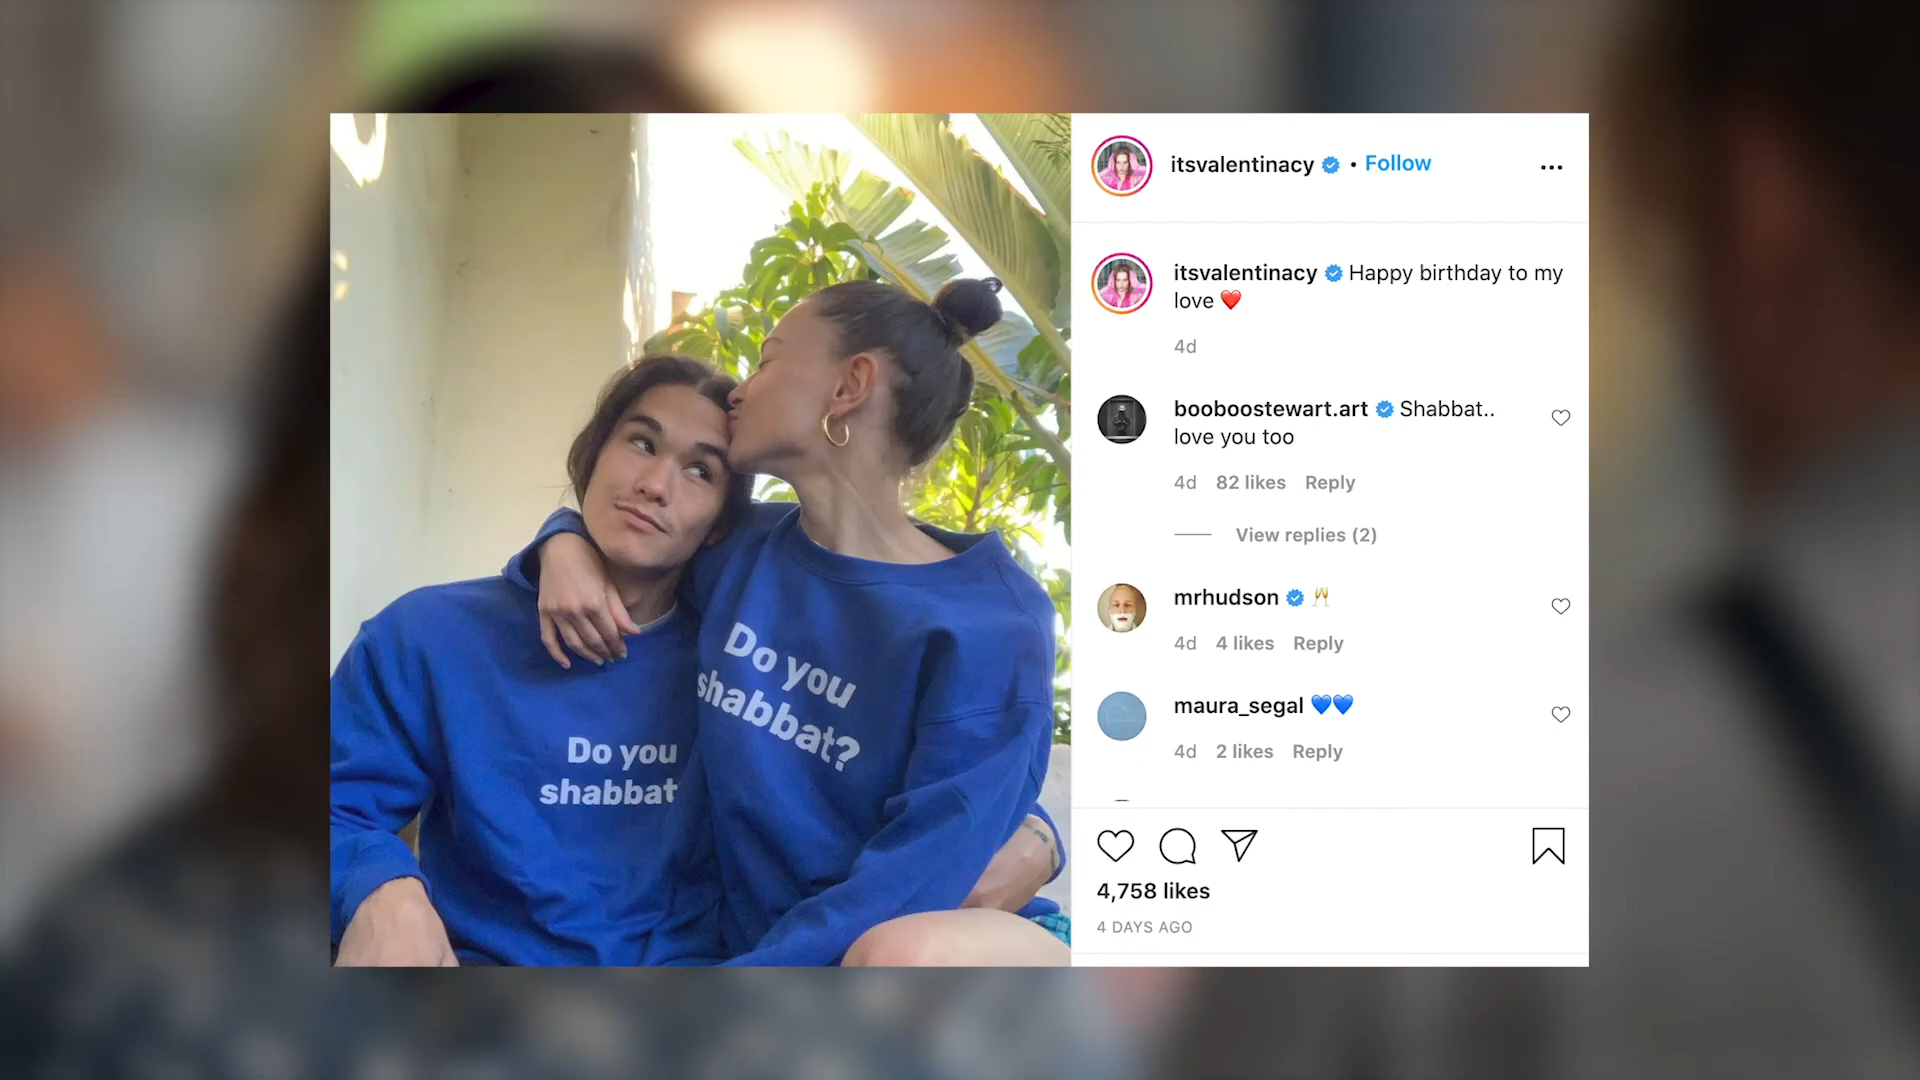 Do you
shabbat
Do you
shabbat?
itsvalentinacy • Follow
itsvalentinacy Happy birthday to my
love ❤️
4d
booboostewart.art Shabbat..
love you too
4d 82 likes Reply
View replies (2)
mrhudson 🥂
4d 4 likes Reply
maura_segal 💙💙
4d 2 likes Reply
4,758 likes
4 DAYS AGO